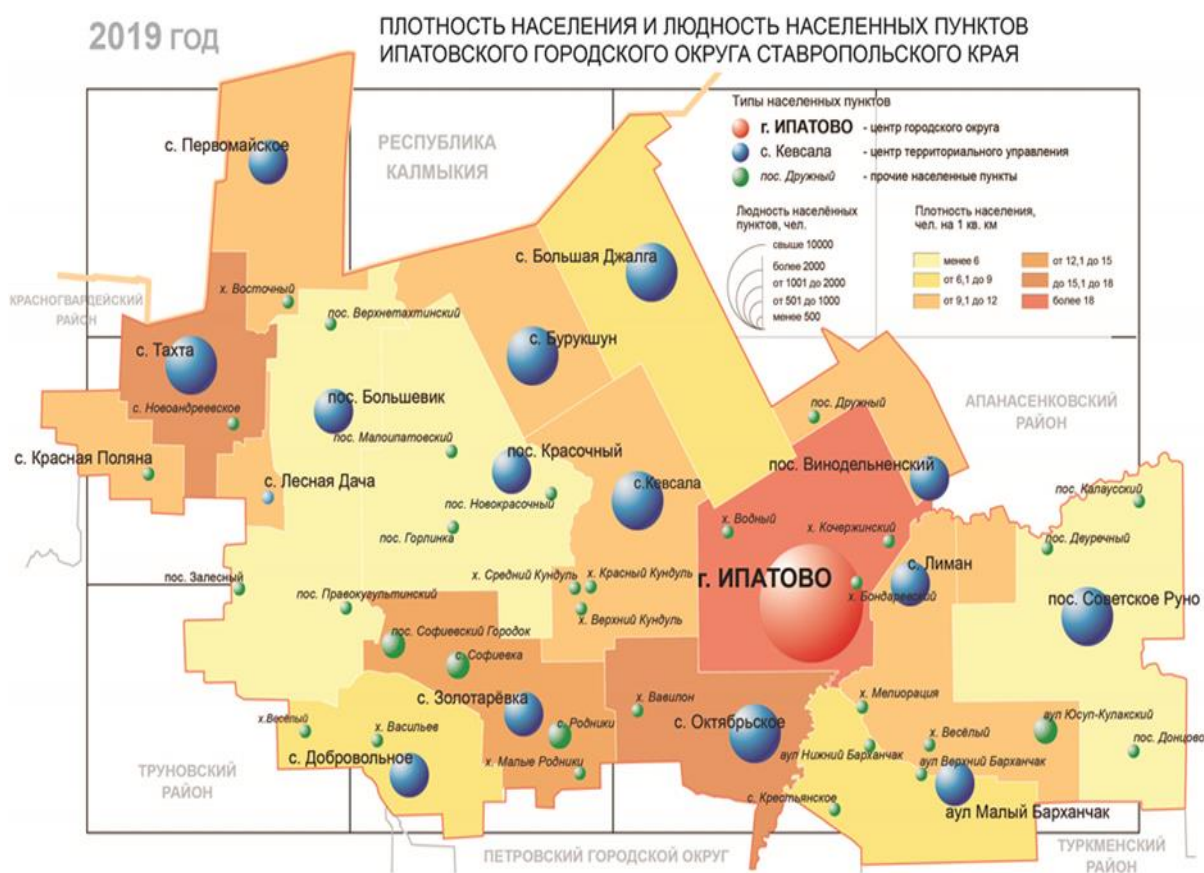 2019 ГОД
ПЛОТНОСТЬ НАСЕЛЕНИЯ И ЛЮДНОСТЬ НАСЕЛЕННЫХ ПУНКТОВ
ИПАТОВСКОГО ГОРОДСКОГО ОКРУГА СТАВРОПОЛЬСКОГО КРАЯ
Типы населенных пунктов
г. ИПАТОВО - центр городского округа
с. Кевсала - центр территориального управления
пос. Дружный - прочие населенные пункты
Людность населённых
пунктов, чел.
свыше 10000
более 2000
от 1001 до 2000
от 501 до 1000
менее 500
Плотность населения,
чел. на 1 кв. км
менее 6
от 6,1 до 9
от 9,1 до 12
от 12,1 до 15
до 15,1 до 18
более 18
РЕСПУБЛИКА
КАЛМЫКИЯ
с. Первомайское
с. Большая Джалга
КРАСНОГВАРДЕЙСКИЙ
РАЙОН
х. Восточный
пос. Верхнетахтинский
с. Тахта
с. Бурукшун
пос. Большевик
с. Новоандреевское
пос. Дружный
АПАНАСЕНКОВСКИЙ
РАЙОН
пос. Малоипатовский
пос. Красочный
с. Красная Поляна
пос. Винодельненский
с. Лесная Дача
с.Кевсала
пос. Калаусский
пос. Новокрасочный
х. Водный
х. Кочержинский
пос. Горлинка
пос. Двуречный
с. Лиман
пос. Залесный
х. Средний Кундуль
х. Красный Кундуль
г. ИПАТОВО
х. Бондаревский
пос. Правокугультинский
пос. Советское Руно
х. Верхний Кундуль
пос. Софиевский Городок
с. Софиевка
с. Золотарёвка
х. Вавилон
х. Мелиорация
с. Октябрьское
аул Юсуп-Кулакский
х.Весёлый
х. Васильев
с. Родники
х. Весёлый
пос. Донцово
с. Добровольное
х. Малые Родники
аул Нижний Барханчак
аул Верхний Барханчак
ТРУНОВСКИЙ
РАЙОН
с. Крестьянское
аул Малый Барханчак
ПЕТРОВСКИЙ ГОРОДСКОЙ ОКРУГ
ТУРКМЕНСКИЙ
РАЙОН